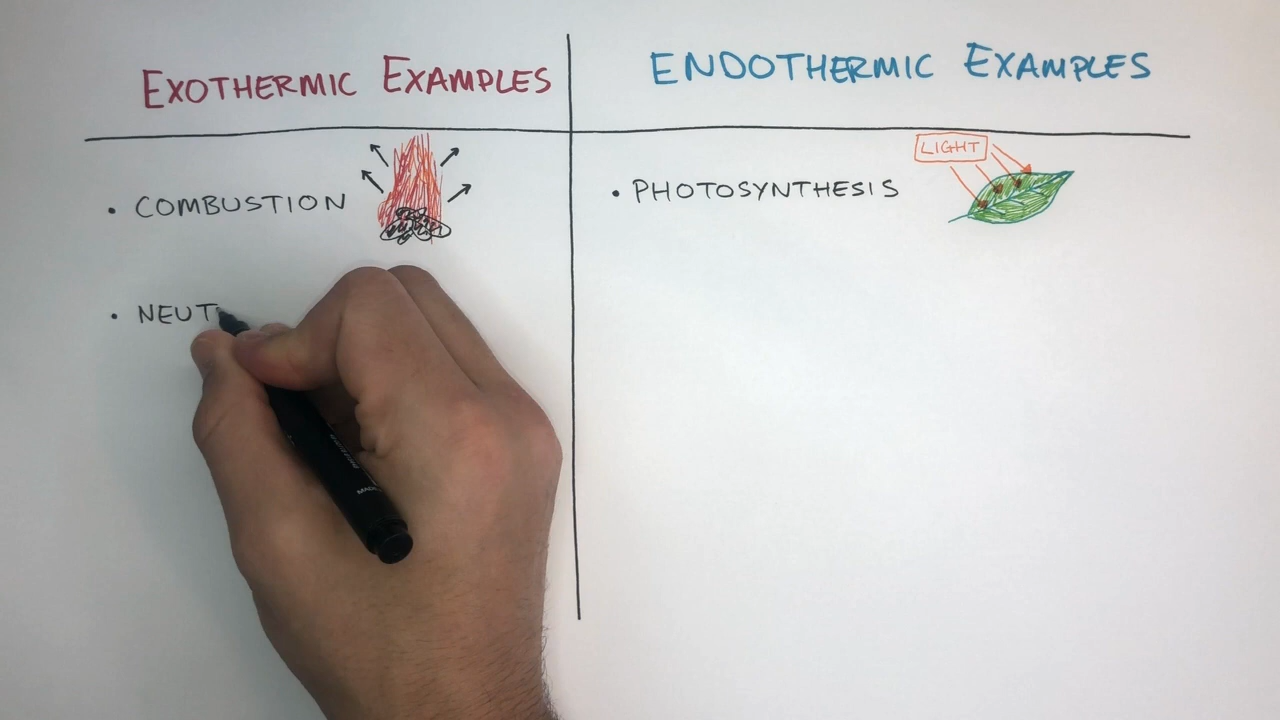 EXOTHERMIC EXAMPLES
ENDOTHERMIC EXAMPLES
• COMBUSTION
• NEUT
LIGHT
• PHOTOSYNTHESIS